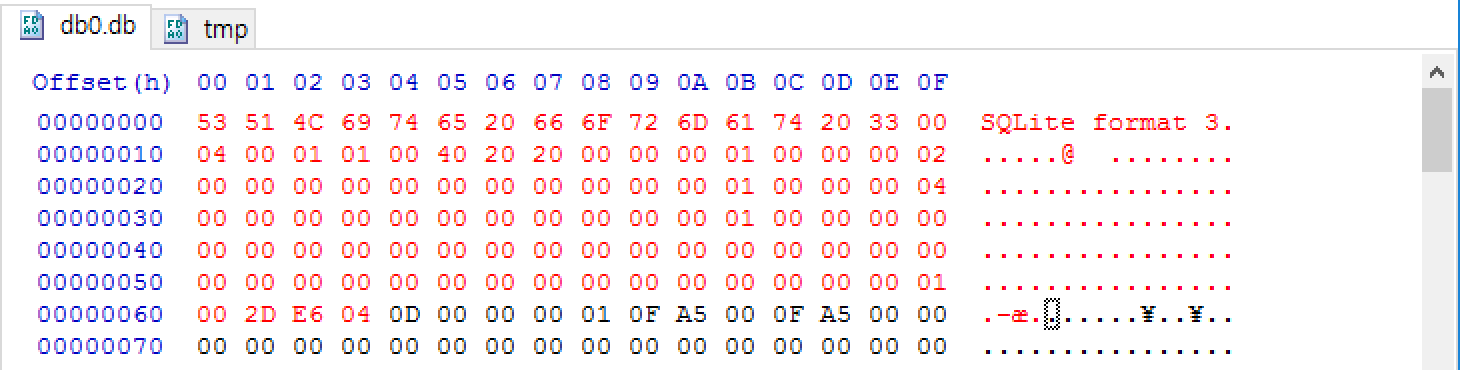 db0.db tmp
Offset(h) 00 01 02 03 04 05 06 07 08 09 0A 0B 0C 0D 0E 0F
00000000 53 51 4C 69 74 65 20 66 6F 72 6D 61 74 20 33 00 SQLite format 3.
00000010 04 00 01 01 00 40 20 20 00 00 00 01 00 00 00 02 .....@  ........
00000020 00 00 00 00 00 00 00 00 00 00 00 01 00 00 00 04 ................
00000030 00 00 00 00 00 00 00 00 00 00 00 01 00 00 00 00 ................
00000040 00 00 00 00 00 00 00 00 00 00 00 00 00 00 00 00 ................
00000050 00 00 00 00 00 00 00 00 00 00 00 00 00 00 00 01 ................
00000060 00 2D E6 04 0D 00 00 00 01 0F A5 00 0F A5 00 00 .-æ.......¥..¥..
00000070 00 00 00 00 00 00 00 00 00 00 00 00 00 00 00 00 ................